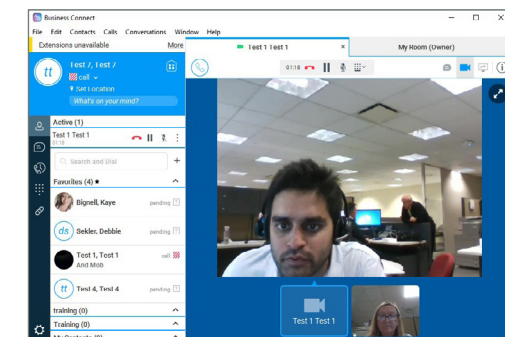 Business Connect
File Edit Contacts Calls Conversations Window Help
Extensions unavailable More
Test 1 Test 1 x
My Room (Owner)
tt
Test 7, Test 7
call
Set Location
What's on your mind?
01:18
Active (1)
Test 1 Test 1
01:18
Search and Dial
Favorites (4)
Bignell, Kaye pending
ds
Sekler, Debbie pending
Test 1, Test 1 call
And Mob
tt
Test 4, Test 4 pending
training (0)
Training (0)
Test 1 Test 1